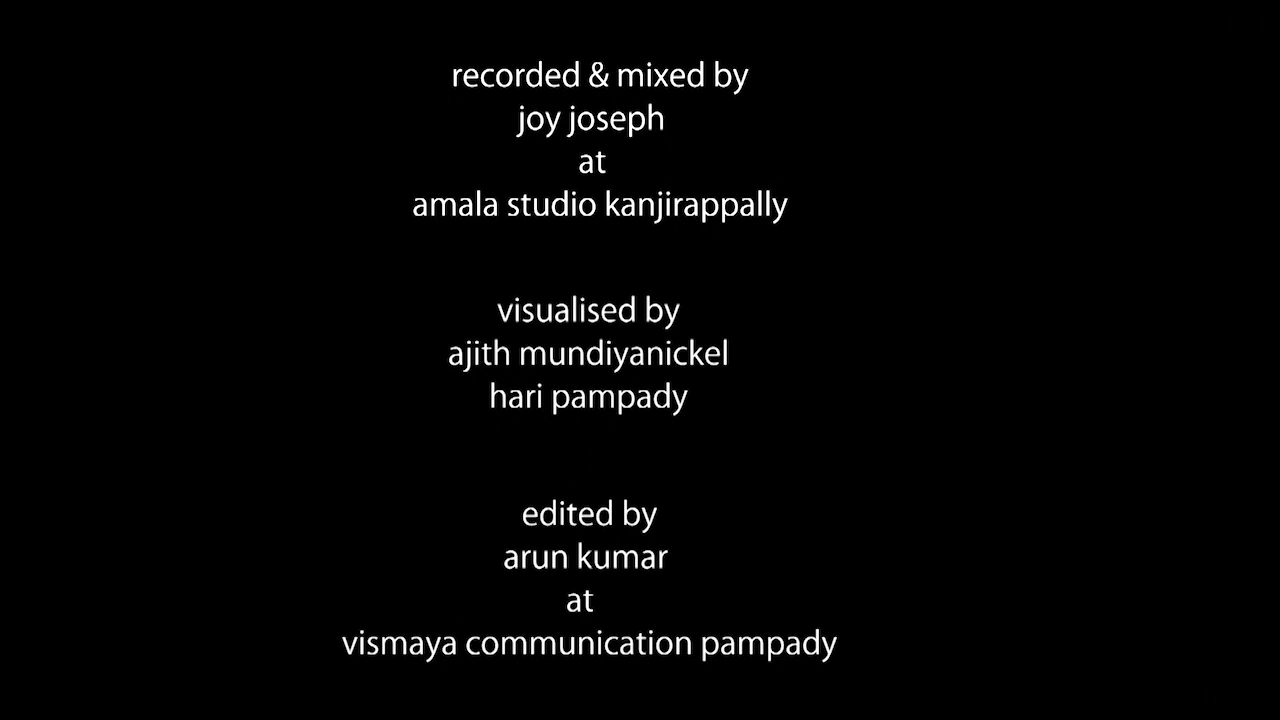 recorded & mixed by
joy joseph
at
amala studio kanjirappally
visualised by
ajith mundiyanickel
hari pampady
edited by
arun kumar
at
vismaya communication pampady